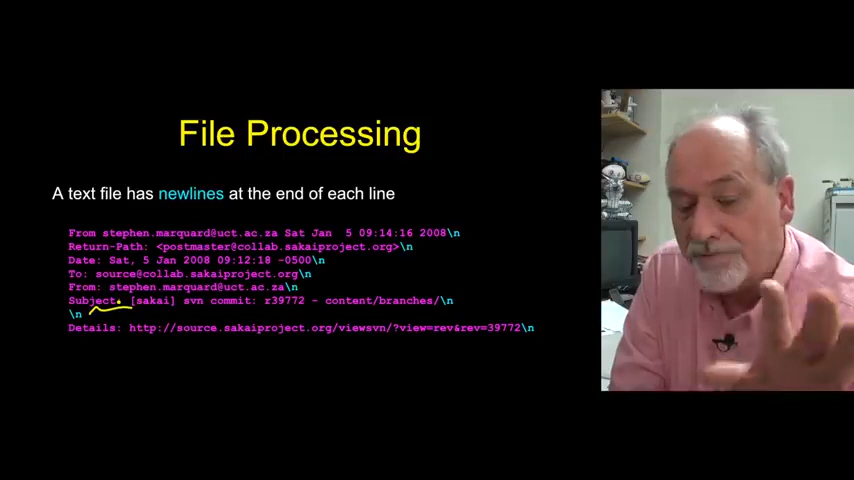 File Processing
A text file has newlines at the end of each line
From stephen.marquard@uct.ac.za Sat Jan  5 09:14:16 2008\n
Return-Path: <postmaster@collab.sakaiproject.org>\n
Date: Sat, 5 Jan 2008 09:12:18 -0500\n
To: source@collab.sakaiproject.org\n
From: stephen.marquard@uct.ac.za\n
Subject: [sakai] svn commit: r39772 - content/branches/\n
\n
Details: http://source.sakaiproject.org/viewsvn/?view=rev&rev=39772\n